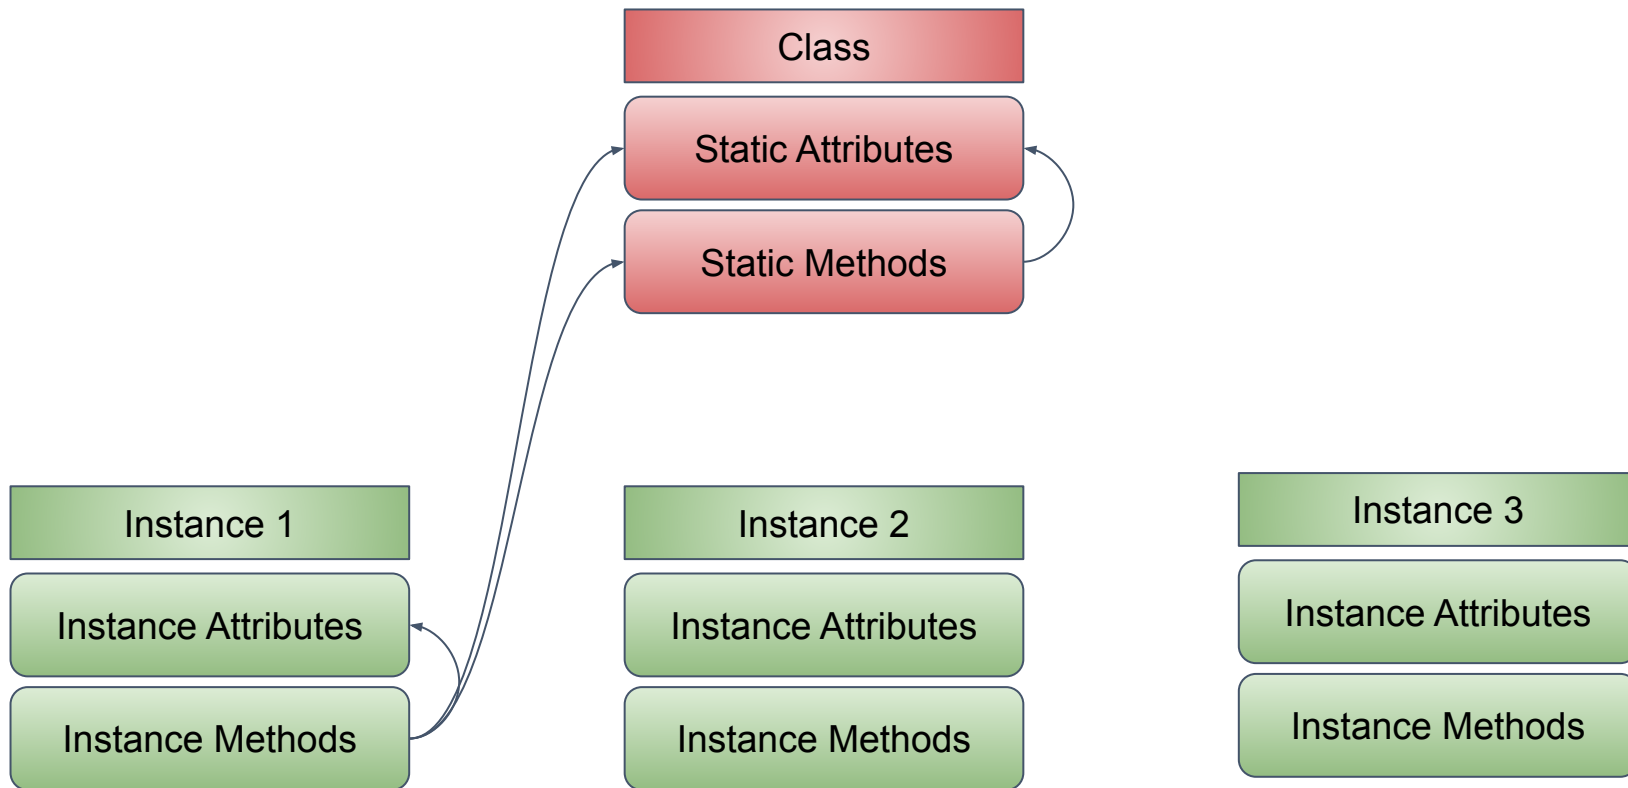 Class
Static Attributes
Static Methods
Instance 1
Instance Attributes
Instance Methods
Instance 2
Instance Attributes
Instance Methods
Instance 3
Instance Attributes
Instance Methods